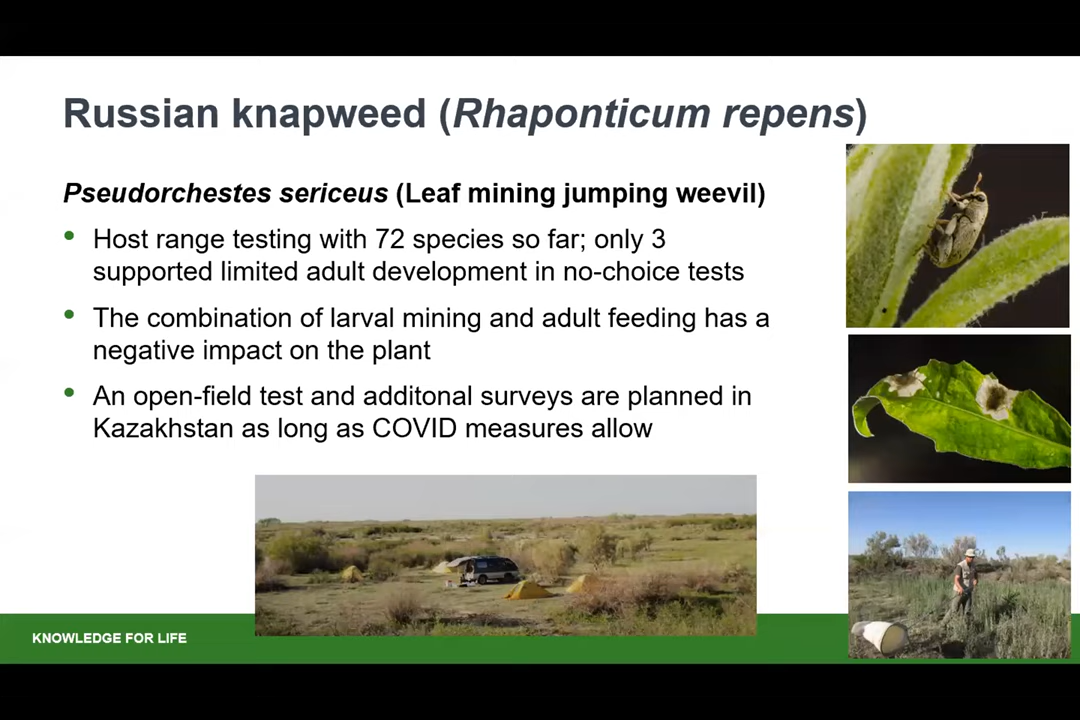 Russian knapweed (Rhaponticum repens)
Pseudorchestes sericeus (Leaf mining jumping weevil)
• Host range testing with 72 species so far; only 3
supported limited adult development in no-choice tests
• The combination of larval mining and adult feeding has a
negative impact on the plant
• An open-field test and additonal surveys are planned in
Kazakhstan as long as COVID measures allow
KNOWLEDGE FOR LIFE